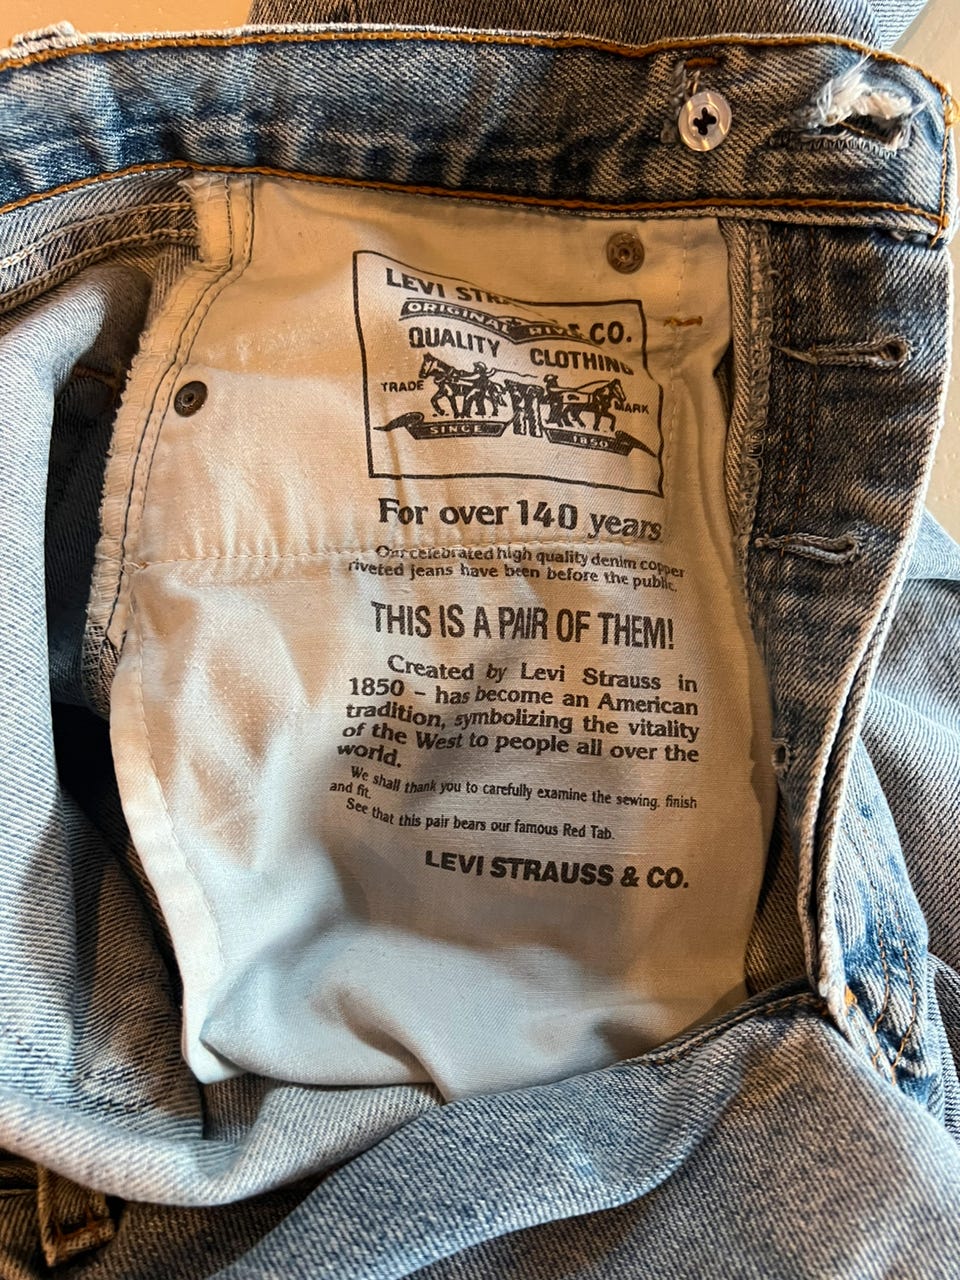 LEVI STRA & CO.
ORIGINAL RIV
QUALITY CLOTHING
TRADE MARK
SINCE 1850
For over 140 years
Our celebrated high quality denim copper
riveted jeans have been before the public.
THIS IS A PAIR OF THEM!
Created by Levi Strauss in
1850 – has become an American
tradition, symbolizing the vitality
of the West to people all over the
world.
We shall thank you to carefully examine the sewing, finish
and fit.
See that this pair bears our famous Red Tab.
LEVI STRAUSS & CO.